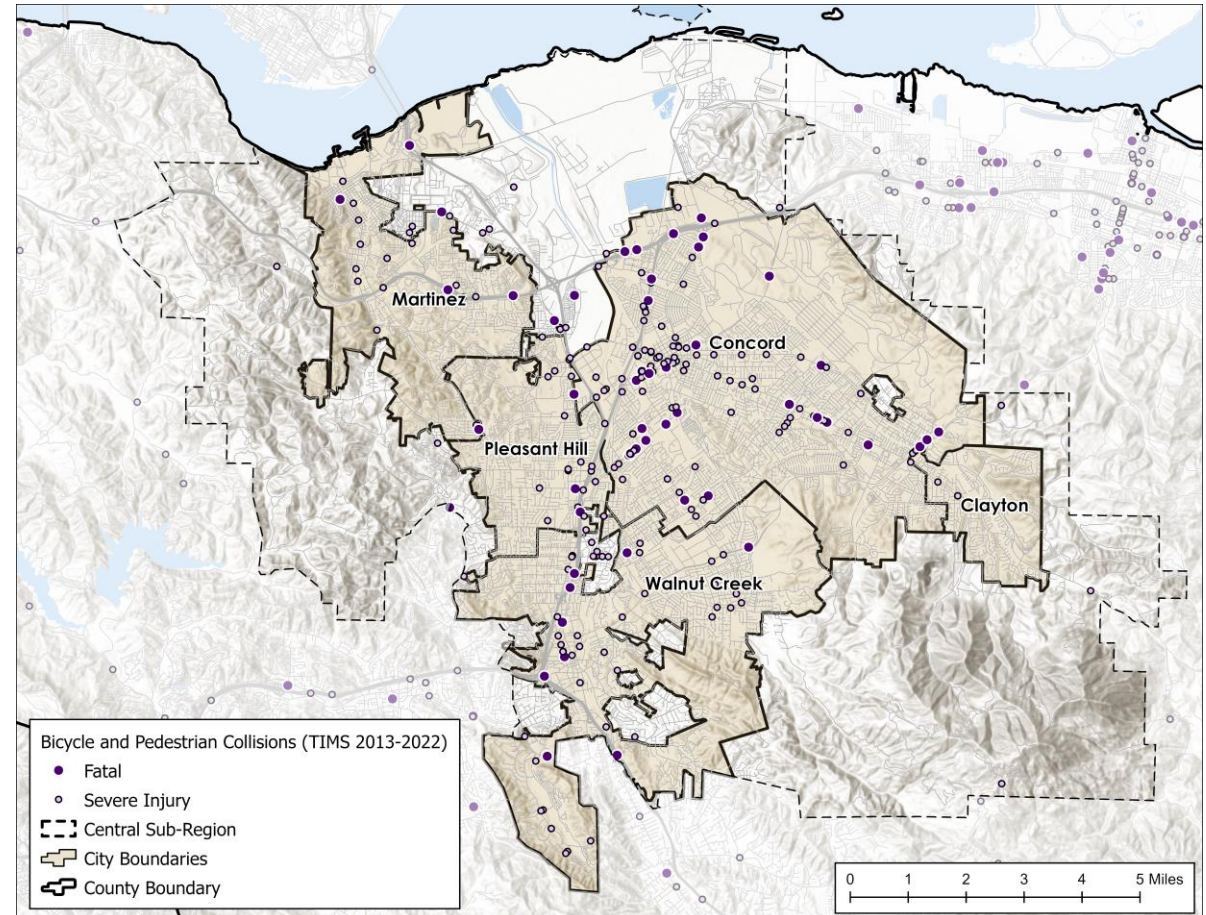 Martinez
Concord
Pleasant Hill
Clayton
Walnut Creek
Bicycle and Pedestrian Collisions (TIMS 2013-2022)
Fatal
Severe Injury
Central Sub-Region
City Boundaries
County Boundary
0 1 2 3 4 5 Miles